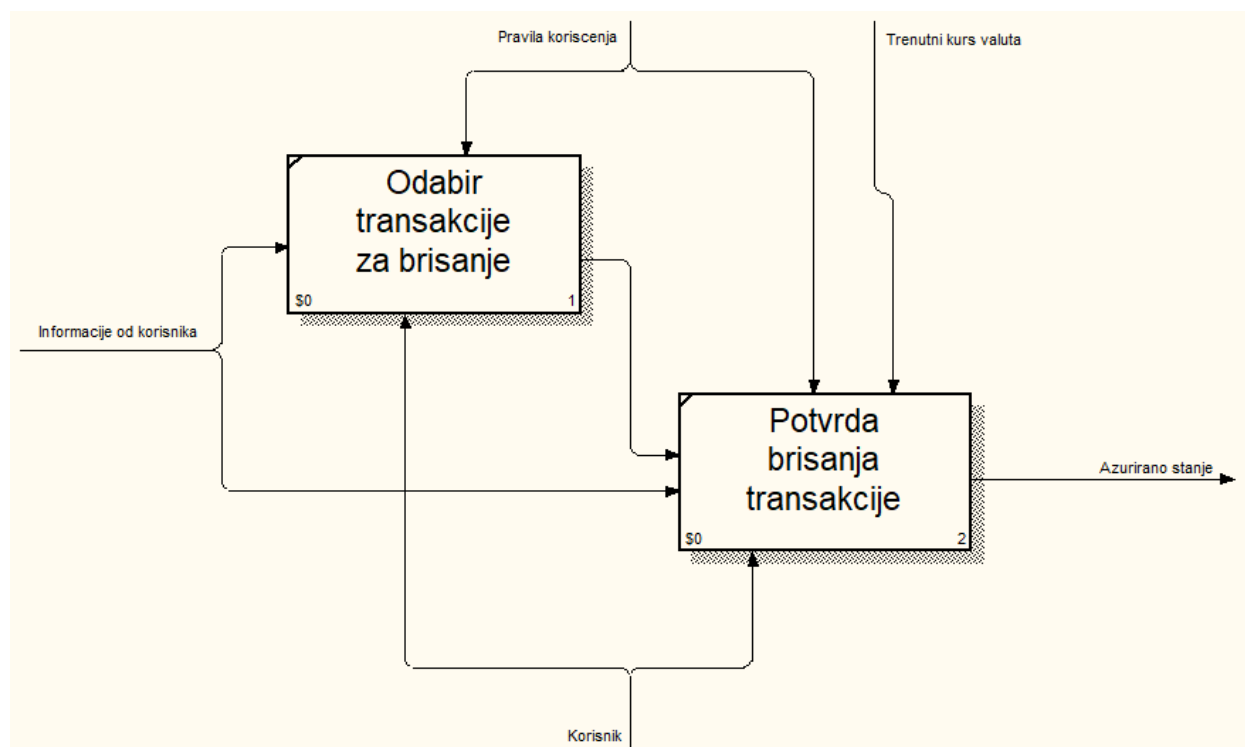 Pravila koriscenja
Trenutni kurs valuta
Odabir
transakcije
za brisanje
$0
1
Informacije od korisnika
Potvrda
brisanja
transakcije
$0
2
Azurirano stanje
Korisnik